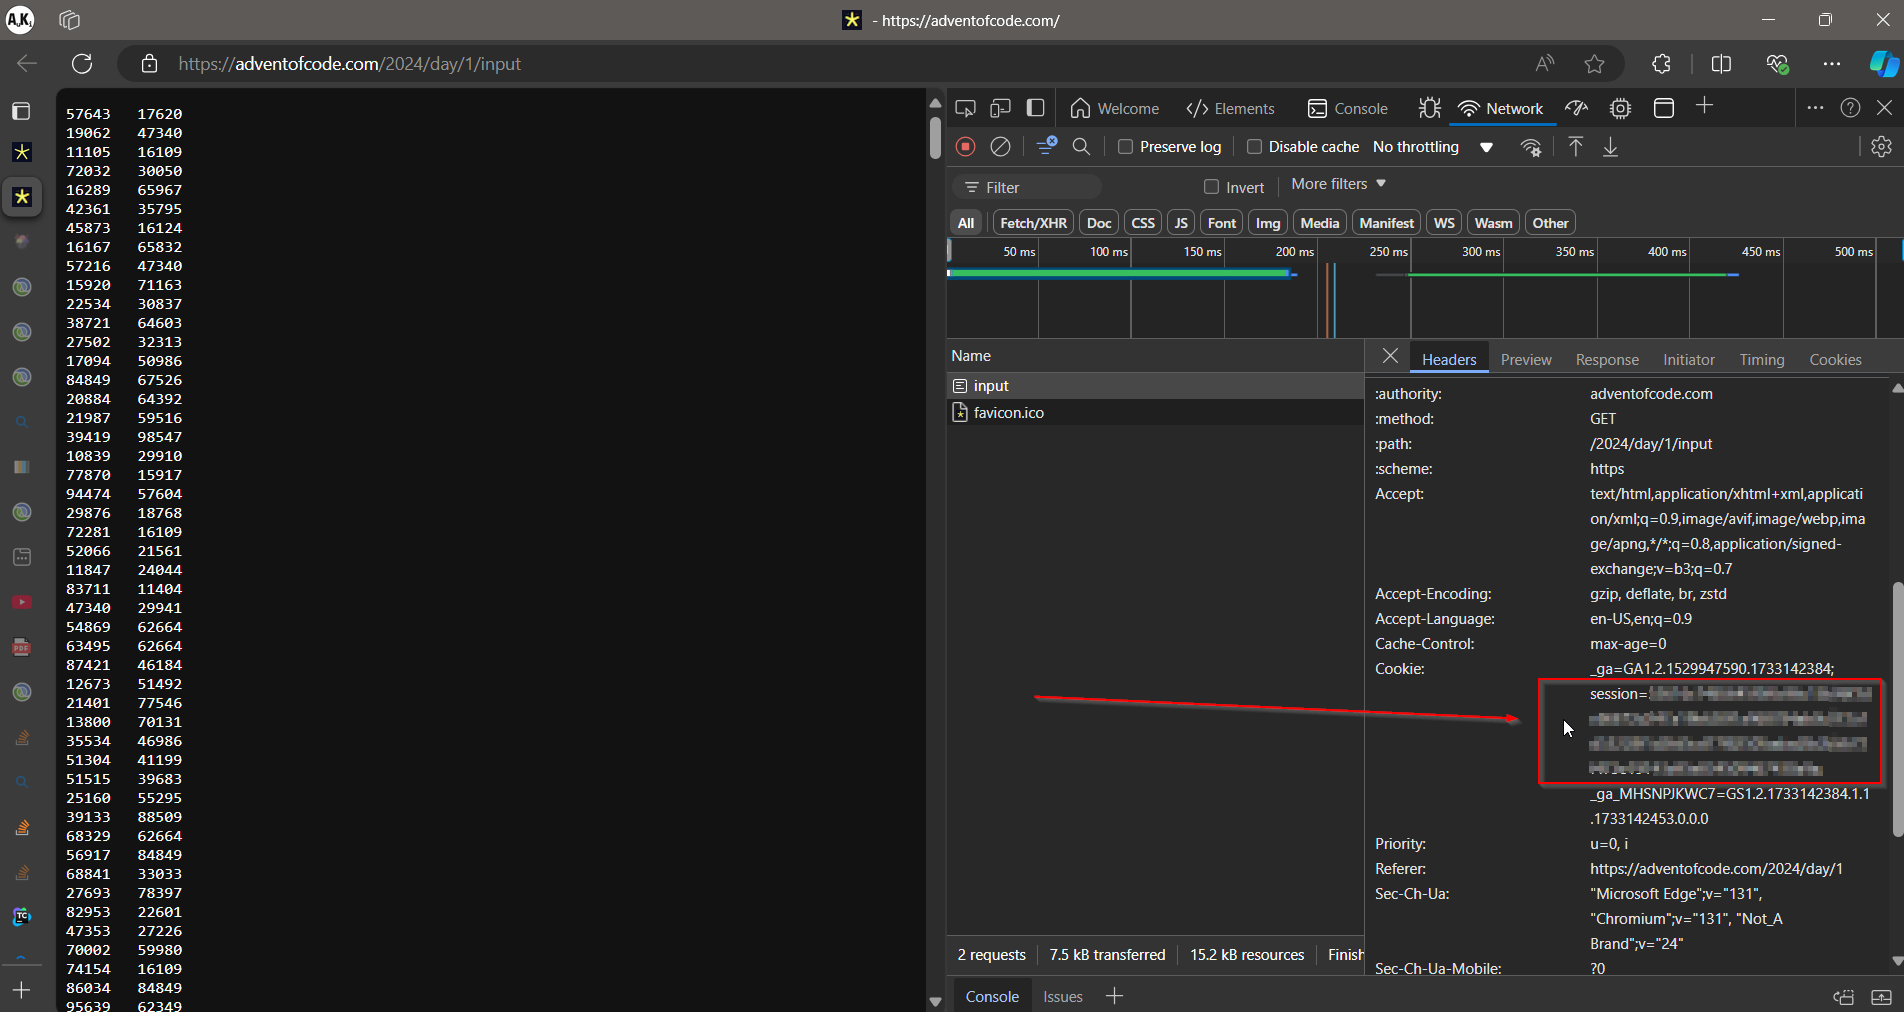 A.K.
- https://adventofcode.com/
https://adventofcode.com/2024/day/1/input
57643 17620
19062 47340
11105 16109
72032 30050
16289 65967
42361 35795
45873 16124
16167 65832
57216 47340
15920 71163
22534 30837
38721 64603
27502 32313
17094 50986
84849 67526
20884 64392
21987 59516
39419 98547
10839 29910
77870 15917
94474 57604
29876 18768
72281 16109
52066 21561
11847 24044
83711 11404
47340 29941
54869 62664
63495 62664
87421 46184
12673 51492
21401 77546
13800 70131
35534 46986
51304 41199
51515 39683
25160 55295
39133 88509
68329 62664
56917 84849
68841 33033
27693 78397
82953 22601
47353 27226
70002 59980
74154 16109
86034 84849
95639 62349
Welcome Elements Console Network
Preserve log Disable cache No throttling
Filter Invert More filters
All Fetch/XHR Doc CSS JS Font Img Media Manifest WS Wasm Other
50 ms 100 ms 150 ms 200 ms 250 ms 300 ms 350 ms 400 ms 450 ms 500 ms
Name
input
favicon.ico
Headers Preview Response Initiator Timing Cookies
:authority: adventofcode.com
:method: GET
:path: /2024/day/1/input
:scheme: https
Accept: text/html,application/xhtml+xml,applicati
on/xml;q=0.9,image/avif,image/webp,ima
ge/apng,*/*;q=0.8,application/signed-
exchange;v=b3;q=0.7
Accept-Encoding: gzip, deflate, br, zstd
Accept-Language: en-US,en;q=0.9
Cache-Control: max-age=0
Cookie: _ga=GA1.2.1529947590.1733142384;
session=
_ga_MHSNPJKWC7=GS1.2.1733142384.1.1
.1733142453.0.0.0
Priority: u=0, i
Referer: https://adventofcode.com/2024/day/1
Sec-Ch-Ua: "Microsoft Edge";v="131",
"Chromium";v="131", "Not_A
Brand";v="24"
Sec-Ch-Ua-Mobile: ?0
2 requests 7.5 kB transferred 15.2 kB resources Finish
Console Issues
PDF
TC